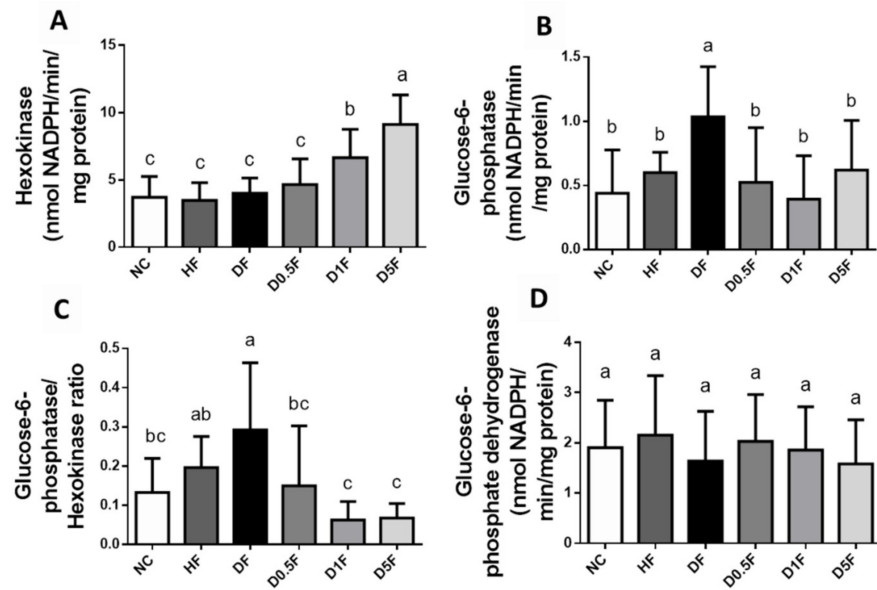 A
Hexokinase
(nmol NADPH/min/
mg protein)
15
10
5
0
c
c
c
c
b
a
NC
HF
DF
D0.5F
D1F
D5F
B
Glucose-6-
phosphatase
(nmol NADPH/min
/mg protein)
1.5
1.0
0.5
0.0
b
b
a
b
b
b
NC
HF
DF
D0.5F
D1F
D5F
C
Glucose-6-
phosphatase/
Hexokinase ratio
0.5
0.4
0.3
0.2
0.1
0.0
bc
ab
a
bc
c
c
NC
HF
DF
D0.5F
D1F
D5F
D
Glucose-6-
phosphate dehydrogenase
(nmol NADPH/
min/mg protein)
4
3
2
1
0
a
a
a
a
a
a
NC
HF
DF
D0.5F
D1F
D5F